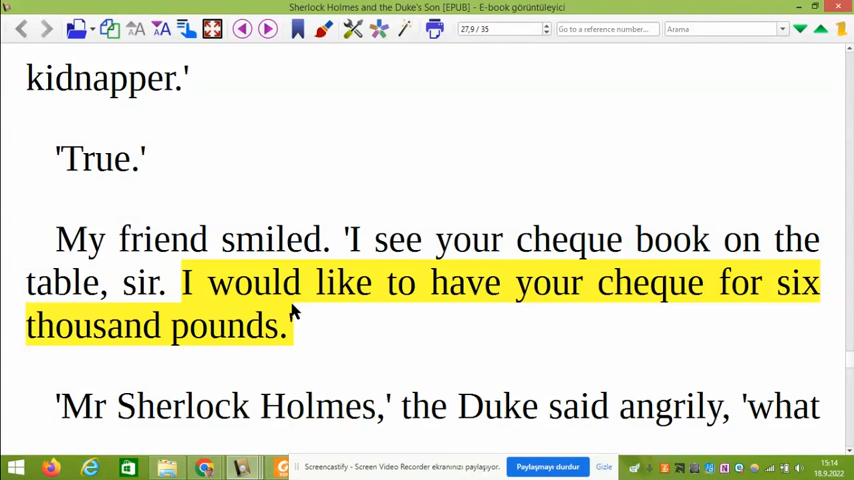 Sherlock Holmes and the Duke's Son [EPUB] - E-book görüntüleyici
27,9 / 35
Go to a reference number...
Arama
kidnapper.'
'True.'
My friend smiled. 'I see your cheque book on the
table, sir. I would like to have your cheque for six
thousand pounds.'
'Mr Sherlock Holmes,' the Duke said angrily, 'what
Screencastify - Screen Video Recorder ekranınızı paylaşıyor.
Paylaşmayı durdur
Gizle
15:14
18.9.2022